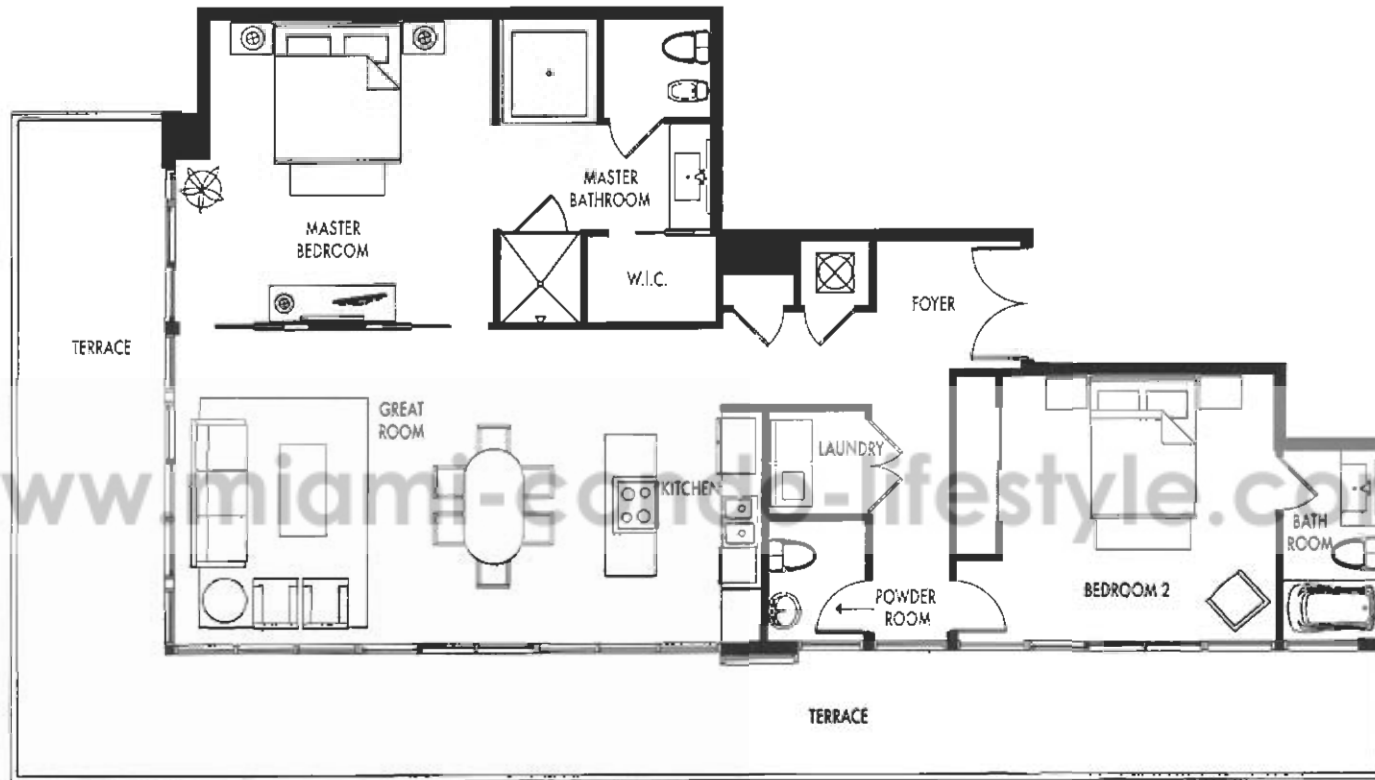 MASTER
BATHROOM
MASTER
BEDROOM
W.I.C.
FOYER
TERRACE
GREAT
ROOM
LAUNDRY
KITCHEN
www.miami-condo-lifestyle.com
BATH
ROOM
BEDROOM 2
POWDER
ROOM
TERRACE